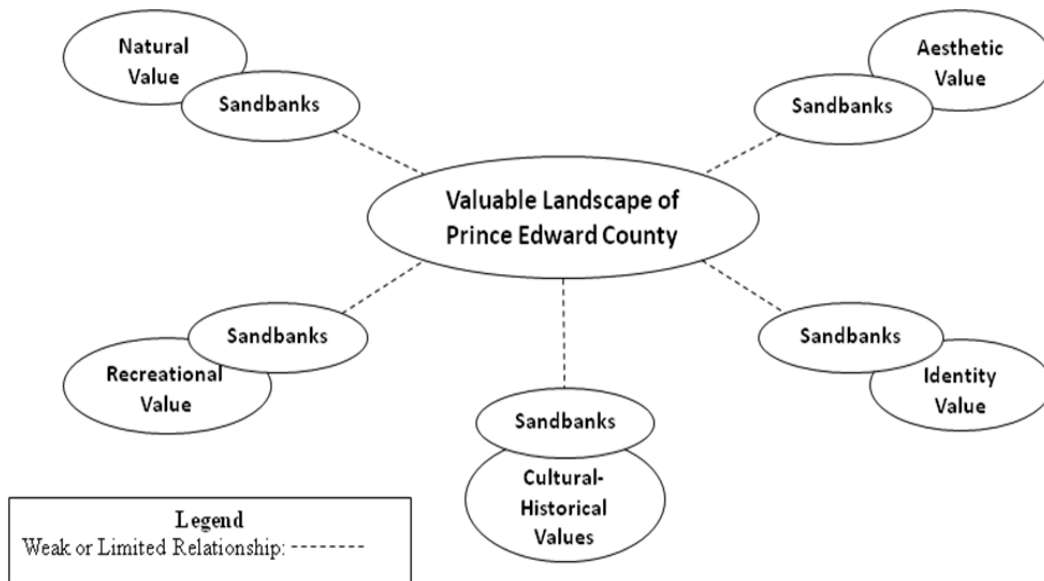 Natural
Value
Sandbanks
Aesthetic
Value
Sandbanks
Valuable Landscape of
Prince Edward County
Sandbanks
Recreational
Value
Sandbanks
Identity
Value
Sandbanks
Cultural-
Historical
Values
Legend
Weak or Limited Relationship: --------